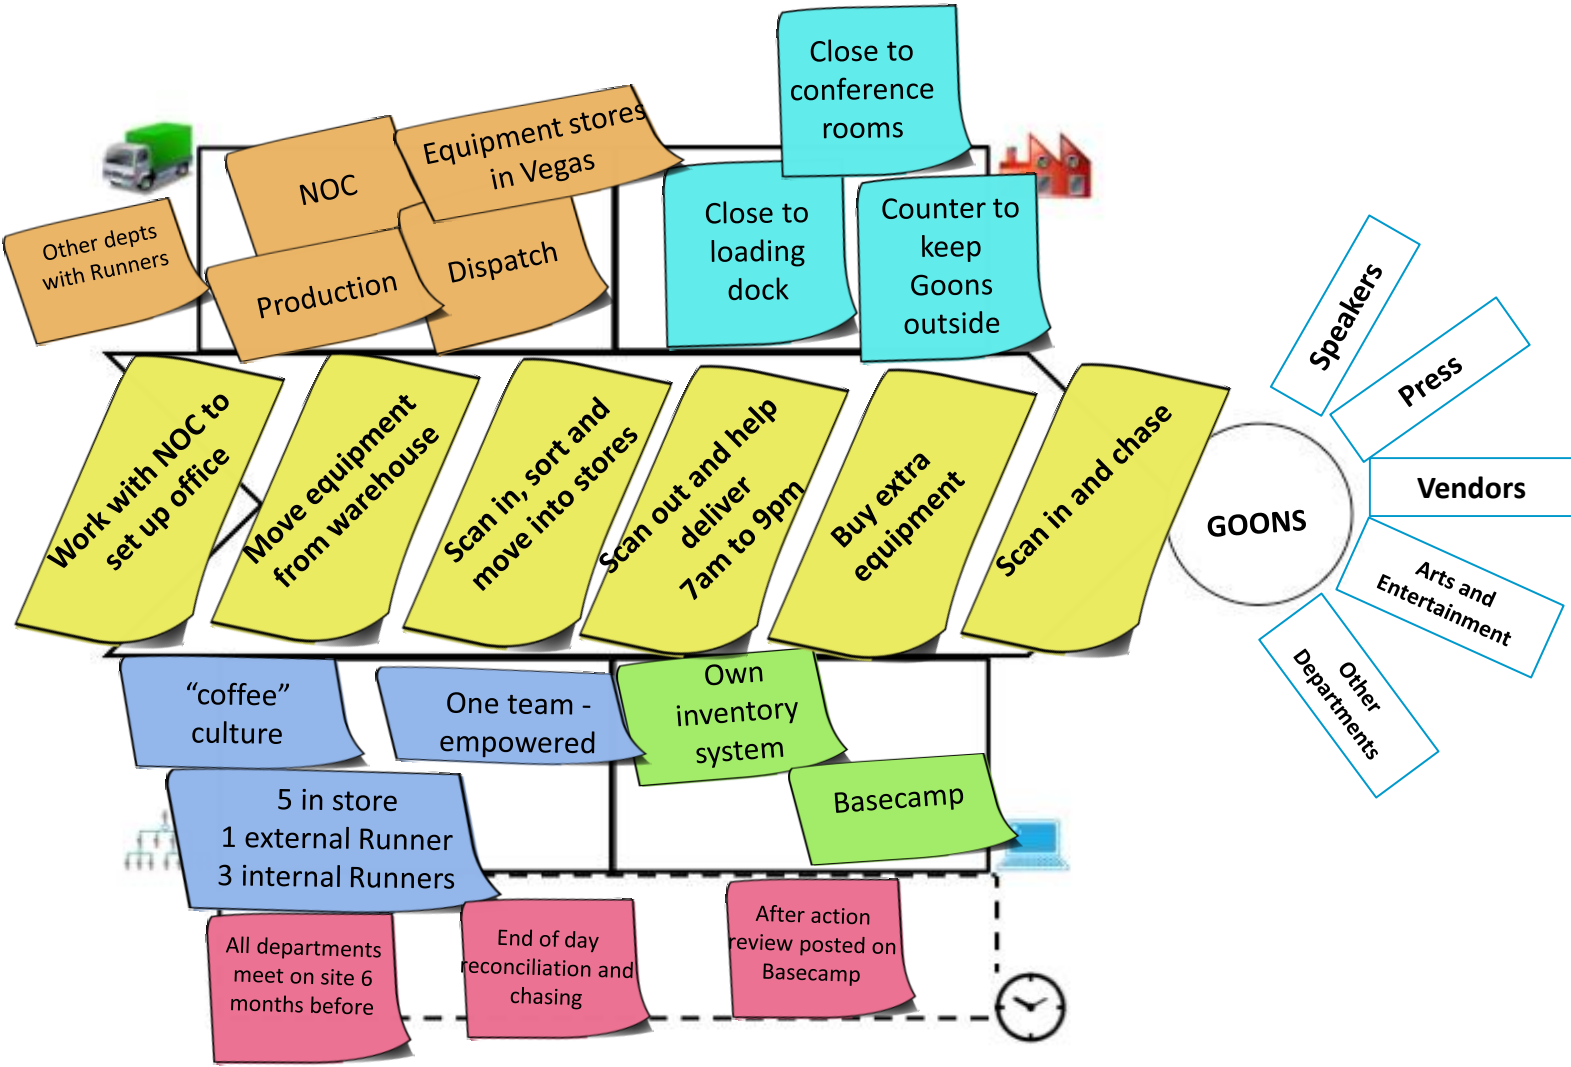 Close to
conference
rooms
Equipment stores
in Vegas
NOC
Other depts
with Runners
Production
Dispatch
Close to
loading
dock
Counter to
keep
Goons
outside
Work with NOC to
set up office
Move equipment
from warehouse
Scan in, sort and
move into stores
Scan out and help
deliver
7am to 9pm
Buy extra
equipment
Scan in and chase
GOONS
Speakers
Press
Vendors
Arts and
Entertainment
Other
Departments
“coffee”
culture
One team -
empowered
Own
inventory
system
5 in store
1 external Runner
3 internal Runners
Basecamp
All departments
meet on site 6
months before
End of day
reconciliation and
chasing
After action
review posted on
Basecamp